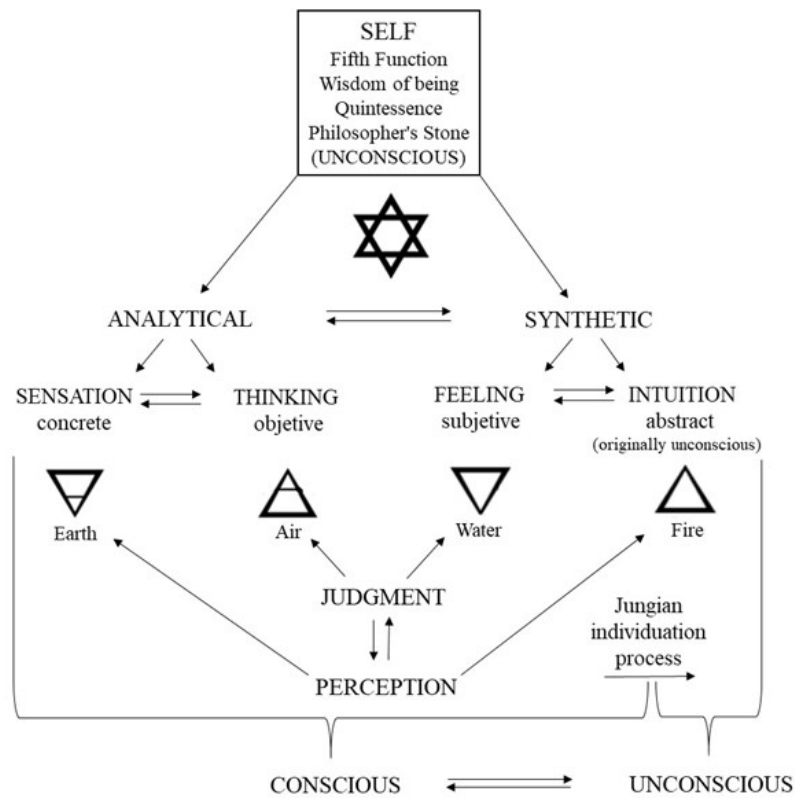 SELF
Fifth Function
Wisdom of being
Quintessence
Philosopher's Stone
(UNCONSCIOUS)
ANALYTICAL
SYNTHETIC
SENSATION
concrete
THINKING
objetive
FEELING
subjetive
INTUITION
abstract
(originally unconscious)
Earth
Air
Water
Fire
JUDGMENT
Jungian
individuation
process
PERCEPTION
CONSCIOUS
UNCONSCIOUS